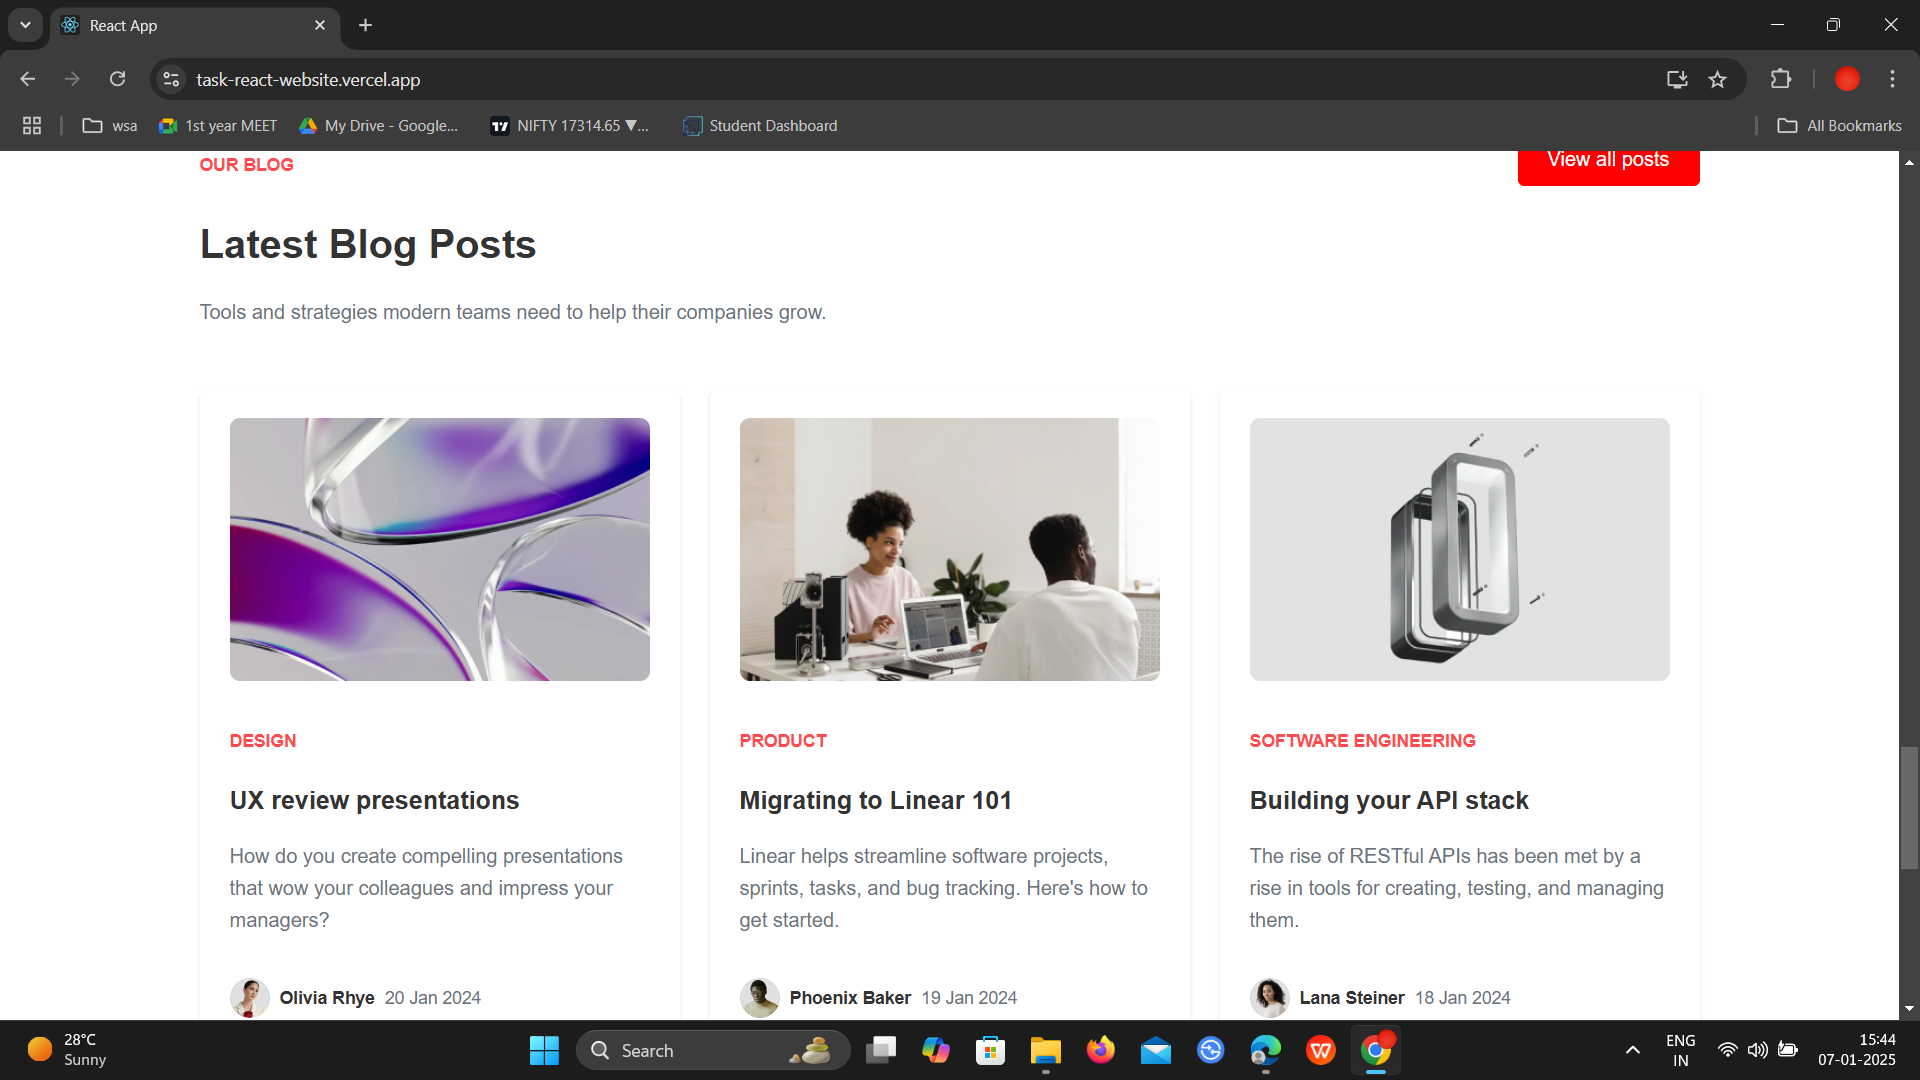 React App
task-react-website.vercel.app
wsa
1st year MEET
My Drive - Google...
NIFTY 17314.65 ▼...
Student Dashboard
All Bookmarks
OUR BLOG
View all posts
Latest Blog Posts
Tools and strategies modern teams need to help their companies grow.
DESIGN
UX review presentations
How do you create compelling presentations
that wow your colleagues and impress your
managers?
Olivia Rhye 20 Jan 2024
PRODUCT
Migrating to Linear 101
Linear helps streamline software projects,
sprints, tasks, and bug tracking. Here's how to
get started.
Phoenix Baker 19 Jan 2024
SOFTWARE ENGINEERING
Building your API stack
The rise of RESTful APIs has been met by a
rise in tools for creating, testing, and managing
them.
Lana Steiner 18 Jan 2024
28°C
Sunny
Search
ENG
IN
15:44
07-01-2025